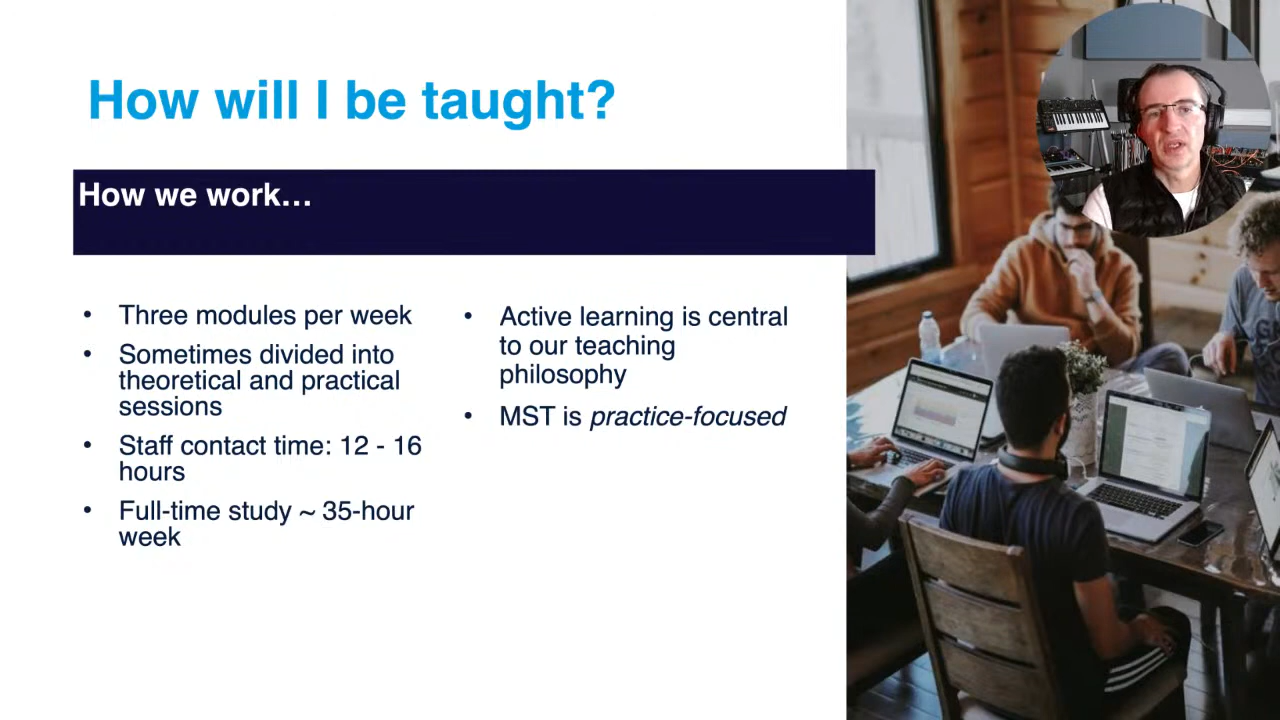 How will I be taught?
How we work...
• Three modules per week
• Sometimes divided into
theoretical and practical
sessions
• Staff contact time: 12 - 16
hours
• Full-time study ~ 35-hour
week
• Active learning is central
to our teaching
philosophy
• MST is practice-focused